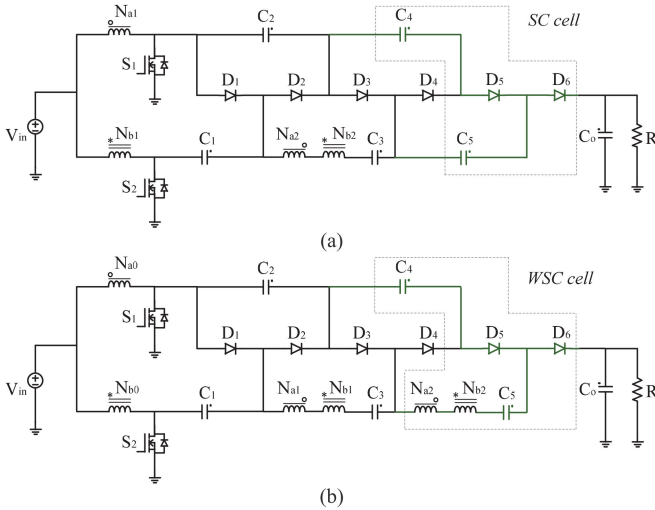 Na1 C2 C4 SC cell
S1 D1 D2 D3 D4 D5 D6
Vin * Nb1 C1 Na2 * Nb2 C3 C5 Co R
S2
(a)
Na0 C2 C4 WSC cell
S1 D1 D2 D3 D4 D5 D6
Vin * Nb0 C1 Na1 * Nb1 C3 Na2 * Nb2 C5 Co R
S2
(b)